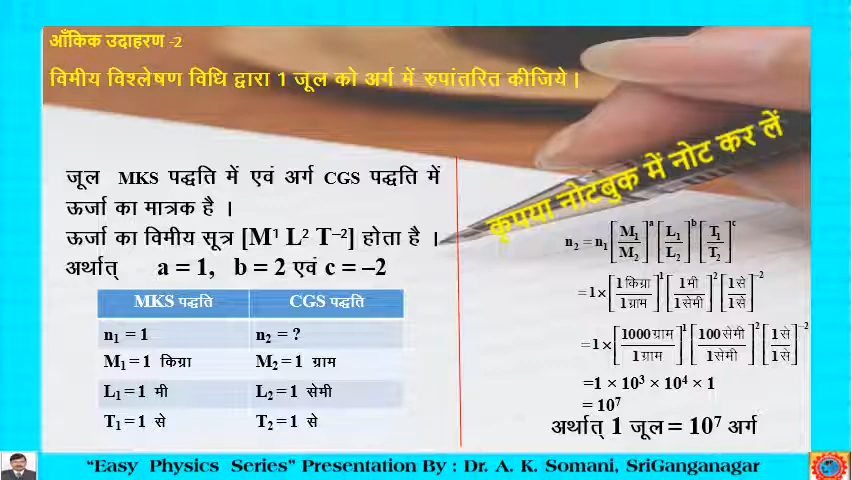 आँकिक उदाहरण -2
विमीय विश्लेषण विधि द्वारा 1 जूल को अर्ग में रुपांतरित कीजिये ।
जूल MKS पद्धति में एवं अर्ग CGS पद्धति में
ऊर्जा का मात्रक है ।
ऊर्जा का विमीय सूत्र [M¹ L² T⁻²] होता है ।
अर्थात् a = 1, b = 2 एवं c = –2
MKS पद्धति CGS पद्धति
n₁ = 1 n₂ = ?
M₁ = 1 किग्रा M₂ = 1 ग्राम
L₁ = 1 मी L₂ = 1 सेमी
T₁ = 1 से T₂ = 1 से
कृपया नोटबुक में नोट कर लें
n₂ = n₁ [M₁/M₂]ᵃ [L₁/L₂]ᵇ [T₁/T₂]ᶜ
= 1 × [1 किग्रा/1 ग्राम]¹ [1 मी/1 सेमी]² [1 से/1 से]⁻²
= 1 × [1000 ग्राम/1 ग्राम]¹ [100 सेमी/1 सेमी]² [1 से/1 से]⁻²
=1 × 10³ × 10⁴ × 1
= 10⁷
अर्थात् 1 जूल = 10⁷ अर्ग
“Easy Physics Series” Presentation By : Dr. A. K. Somani, SriGanganagar